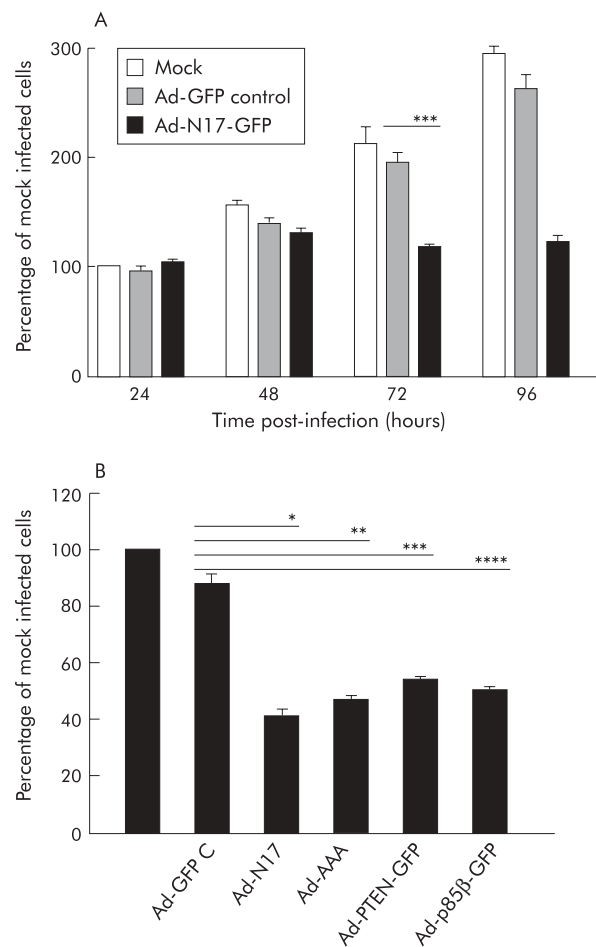 A
Percentage of mock infected cells
300
200
100
0
Mock
Ad-GFP control
Ad-N17-GFP
***
24 48 72 96
Time post-infection (hours)
B
Percentage of mock infected cells
120
100
80
60
40
20
0
*
**
***
****
Ad-GFP C
Ad-N17
Ad-AAA
Ad-PTEN-GFP
Ad-p85β-GFP